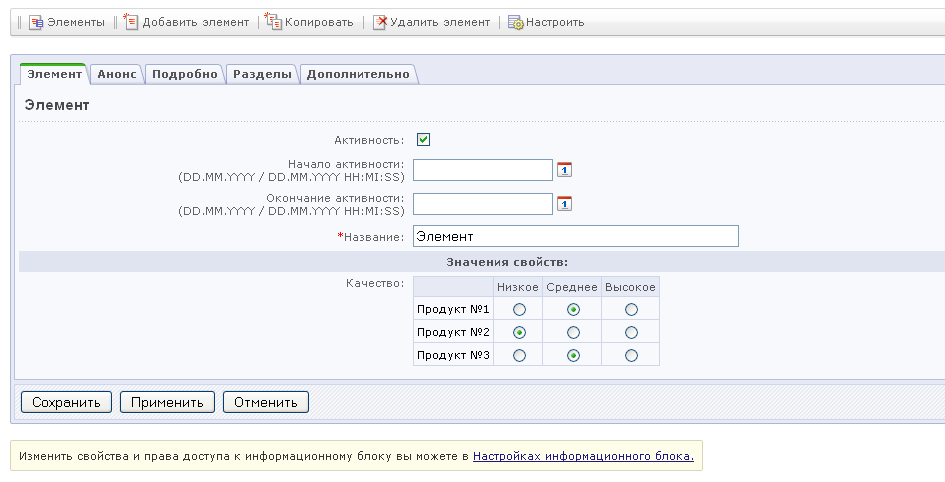 Элементы Добавить элемент Копировать Удалить элемент Настроить
Элемент Анонс Подробно Разделы Дополнительно
Элемент
Активность:
Начало активности:
(DD.MM.YYYY / DD.MM.YYYY HH:MI:SS)
1
Окончание активности:
(DD.MM.YYYY / DD.MM.YYYY HH:MI:SS)
1
*Название: Элемент
Значения свойств:
Качество: Низкое Среднее Высокое
Продукт №1
Продукт №2
Продукт №3
Сохранить Применить Отменить
Изменить свойства и права доступа к информационному блоку вы можете в Настройках информационного блока.